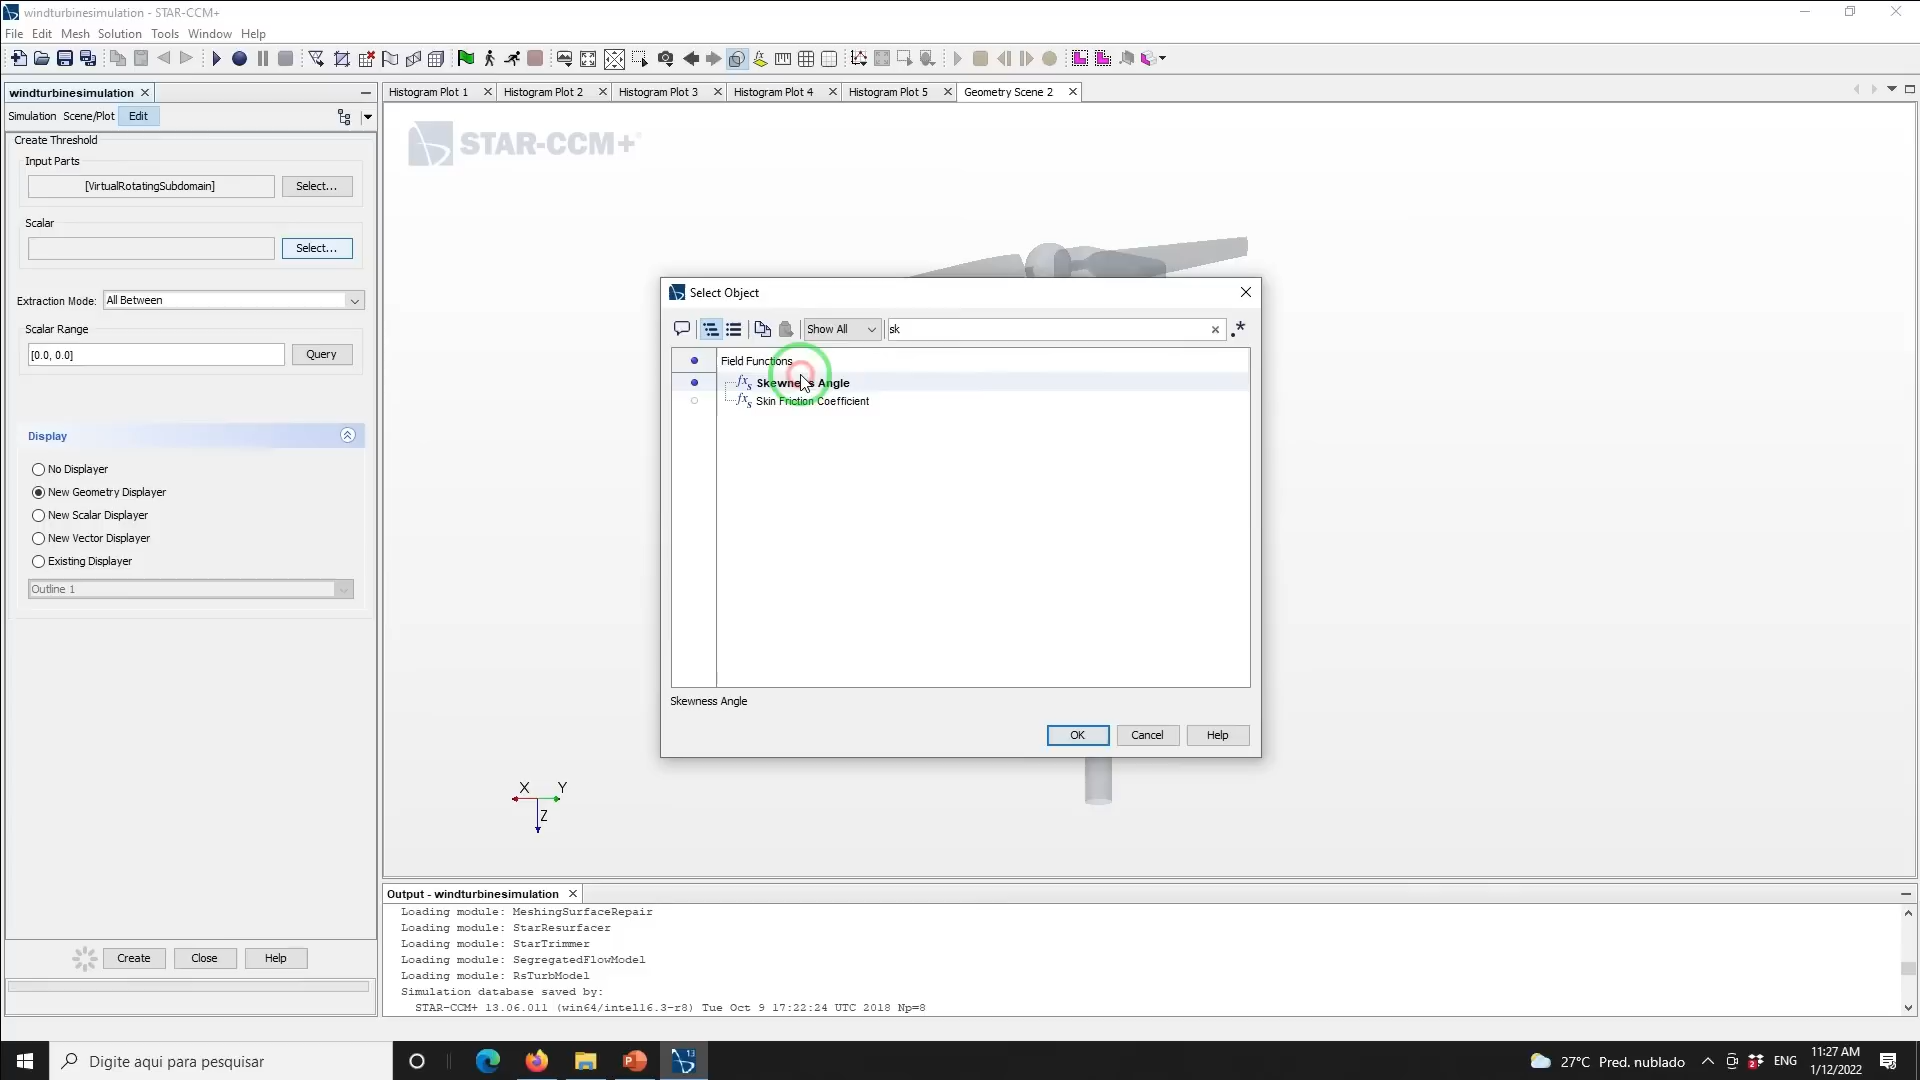 windturbinesimulation - STAR-CCM+
File Edit Mesh Solution Tools Window Help
windturbinesimulation
Histogram Plot 1 Histogram Plot 2 Histogram Plot 3 Histogram Plot 4 Histogram Plot 5 Geometry Scene 2
Simulation Scene/Plot Edit
Create Threshold
Input Parts
[VirtualRotatingSubdomain] Select...
Scalar
Select...
Extraction Mode: All Between
Scalar Range
[0.0, 0.0] Query
Display
No Displayer
New Geometry Displayer
New Scalar Displayer
New Vector Displayer
Existing Displayer
Outline 1
Create Close Help
STAR-CCM+
Select Object
Show All sk
Field Functions
Skewness Angle
Skin Friction Coefficient
Skewness Angle
OK Cancel Help
X Y
Z
Output - windturbinesimulation
Loading module: MeshingSurfaceRepair
Loading module: StarResurfacer
Loading module: StarTrimmer
Loading module: SegregatedFlowModel
Loading module: RsTurbModel
Simulation database saved by:
STAR-CCM+ 13.06.011 (win64/intel16.3-r8) Tue Oct 9 17:22:24 UTC 2018 Np=8
Digite aqui para pesquisar
27°C Pred. nublado
ENG
11:27 AM
1/12/2022